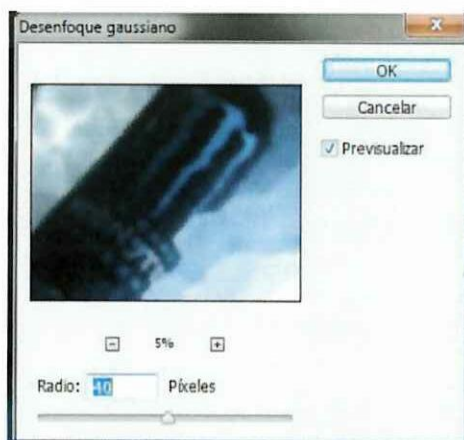 Desenfoque gaussiano
OK
Cancelar
Previsualizar
5%
Radio: 40 Píxeles